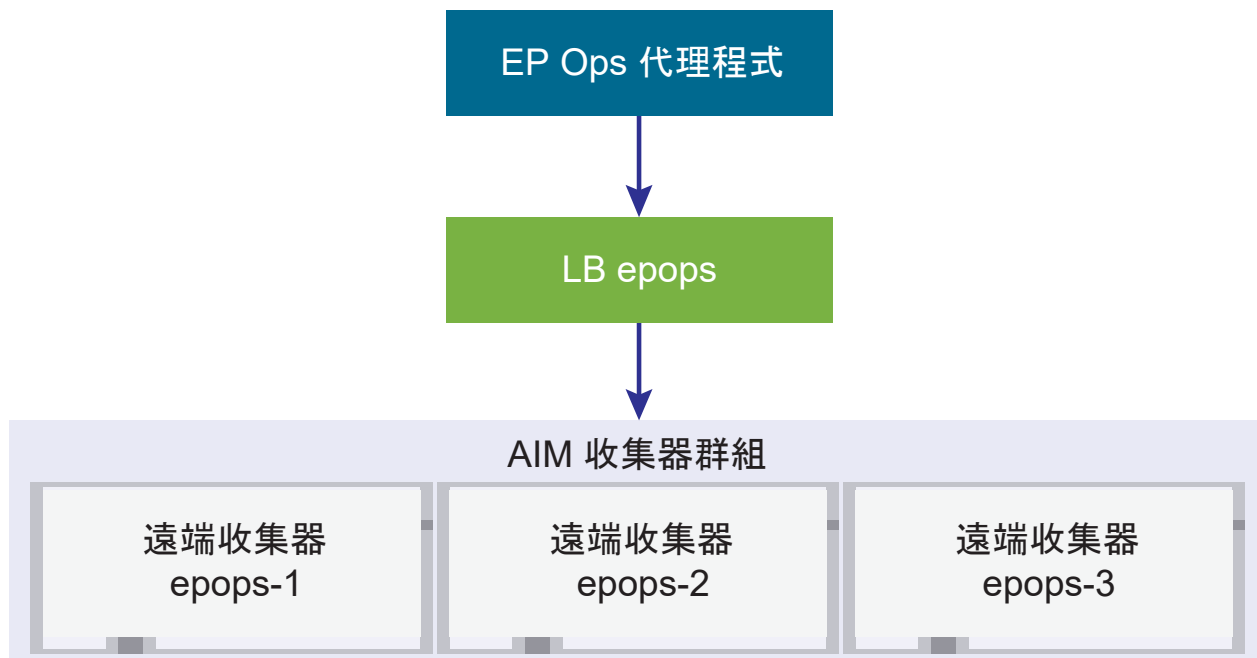 EP Ops 代理程式
LB epops
AIM 收集器群組
遠端收集器
epops-1
遠端收集器
epops-2
遠端收集器
epops-3